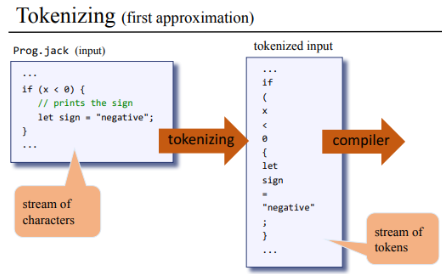 Tokenizing (first approximation)
Prog.jack (input)
...
if (x < 0) {
// prints the sign
let sign = "negative";
}
...
stream of
characters
tokenizing
tokenized input
...
if
(
x
<
0
{
let
sign
=
"negative"
;
}
...
compiler
stream of
tokens